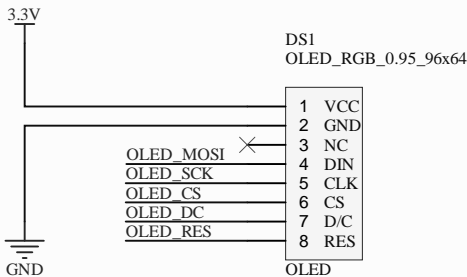 3.3V
DS1
OLED_RGB_0.95_96x64
1 VCC
2 GND
3 NC
OLED_MOSI 4 DIN
OLED_SCK 5 CLK
OLED_CS 6 CS
OLED_DC 7 D/C
OLED_RES 8 RES
GND OLED